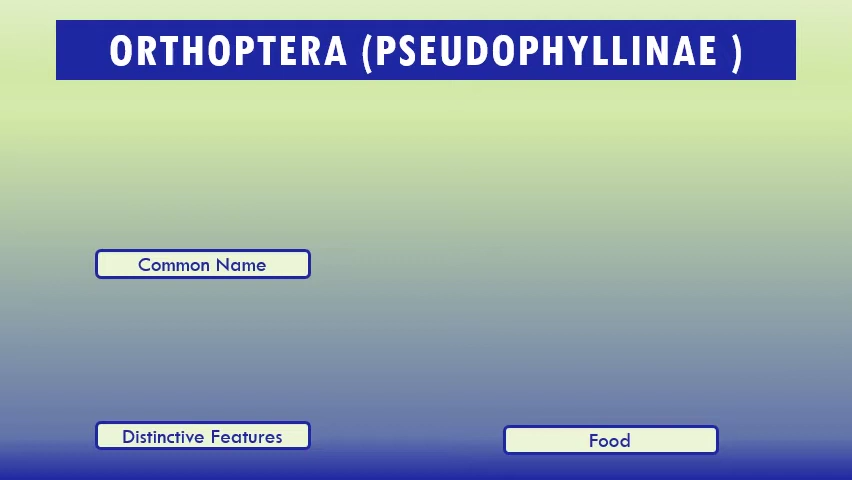 ORTHOPTERA (PSEUDOPHYLLINAE )
Common Name
Distinctive Features
Food